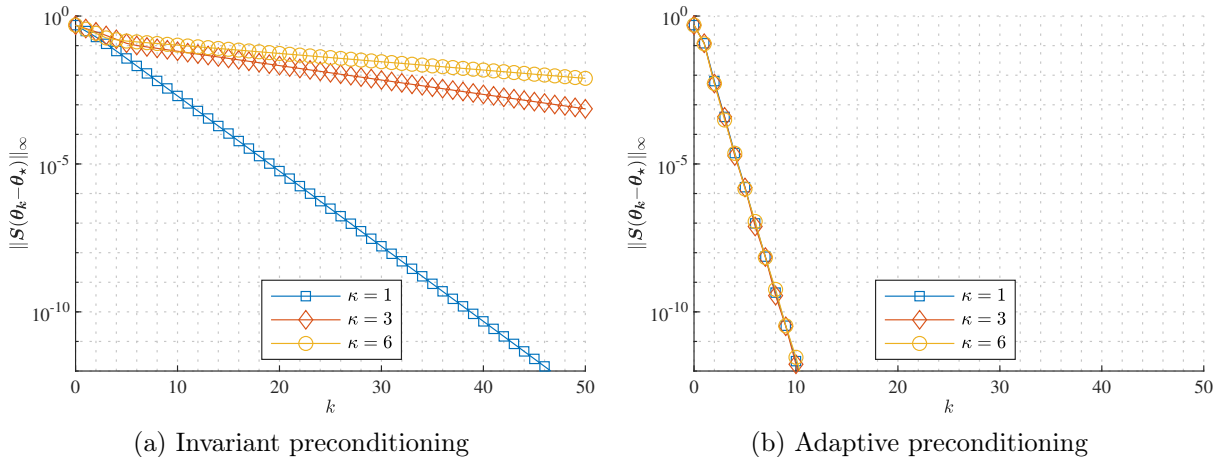 10^0
10^{-5}
10^{-10}
‖S(θ_k−θ_⋆)‖_∞
κ = 1
κ = 3
κ = 6
0 10 20 30 40 50
k
(a) Invariant preconditioning
10^0
10^{-5}
10^{-10}
‖S(θ_k−θ_⋆)‖_∞
κ = 1
κ = 3
κ = 6
0 10 20 30 40 50
k
(b) Adaptive preconditioning